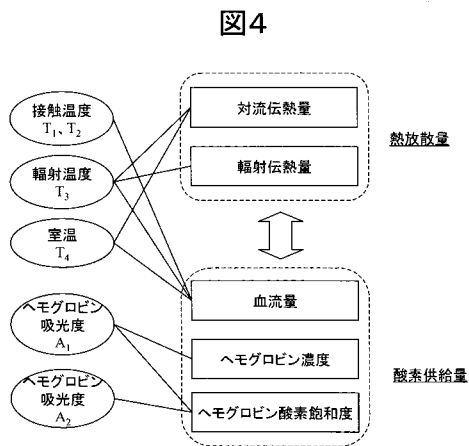 図4
接触温度
T₁、T₂
輻射温度
T₃
室温
T₄
ヘモグロビン
吸光度
A₁
ヘモグロビン
吸光度
A₂
対流伝熱量
輻射伝熱量
熱放散量
血流量
ヘモグロビン濃度
ヘモグロビン酸素飽和度
酸素供給量